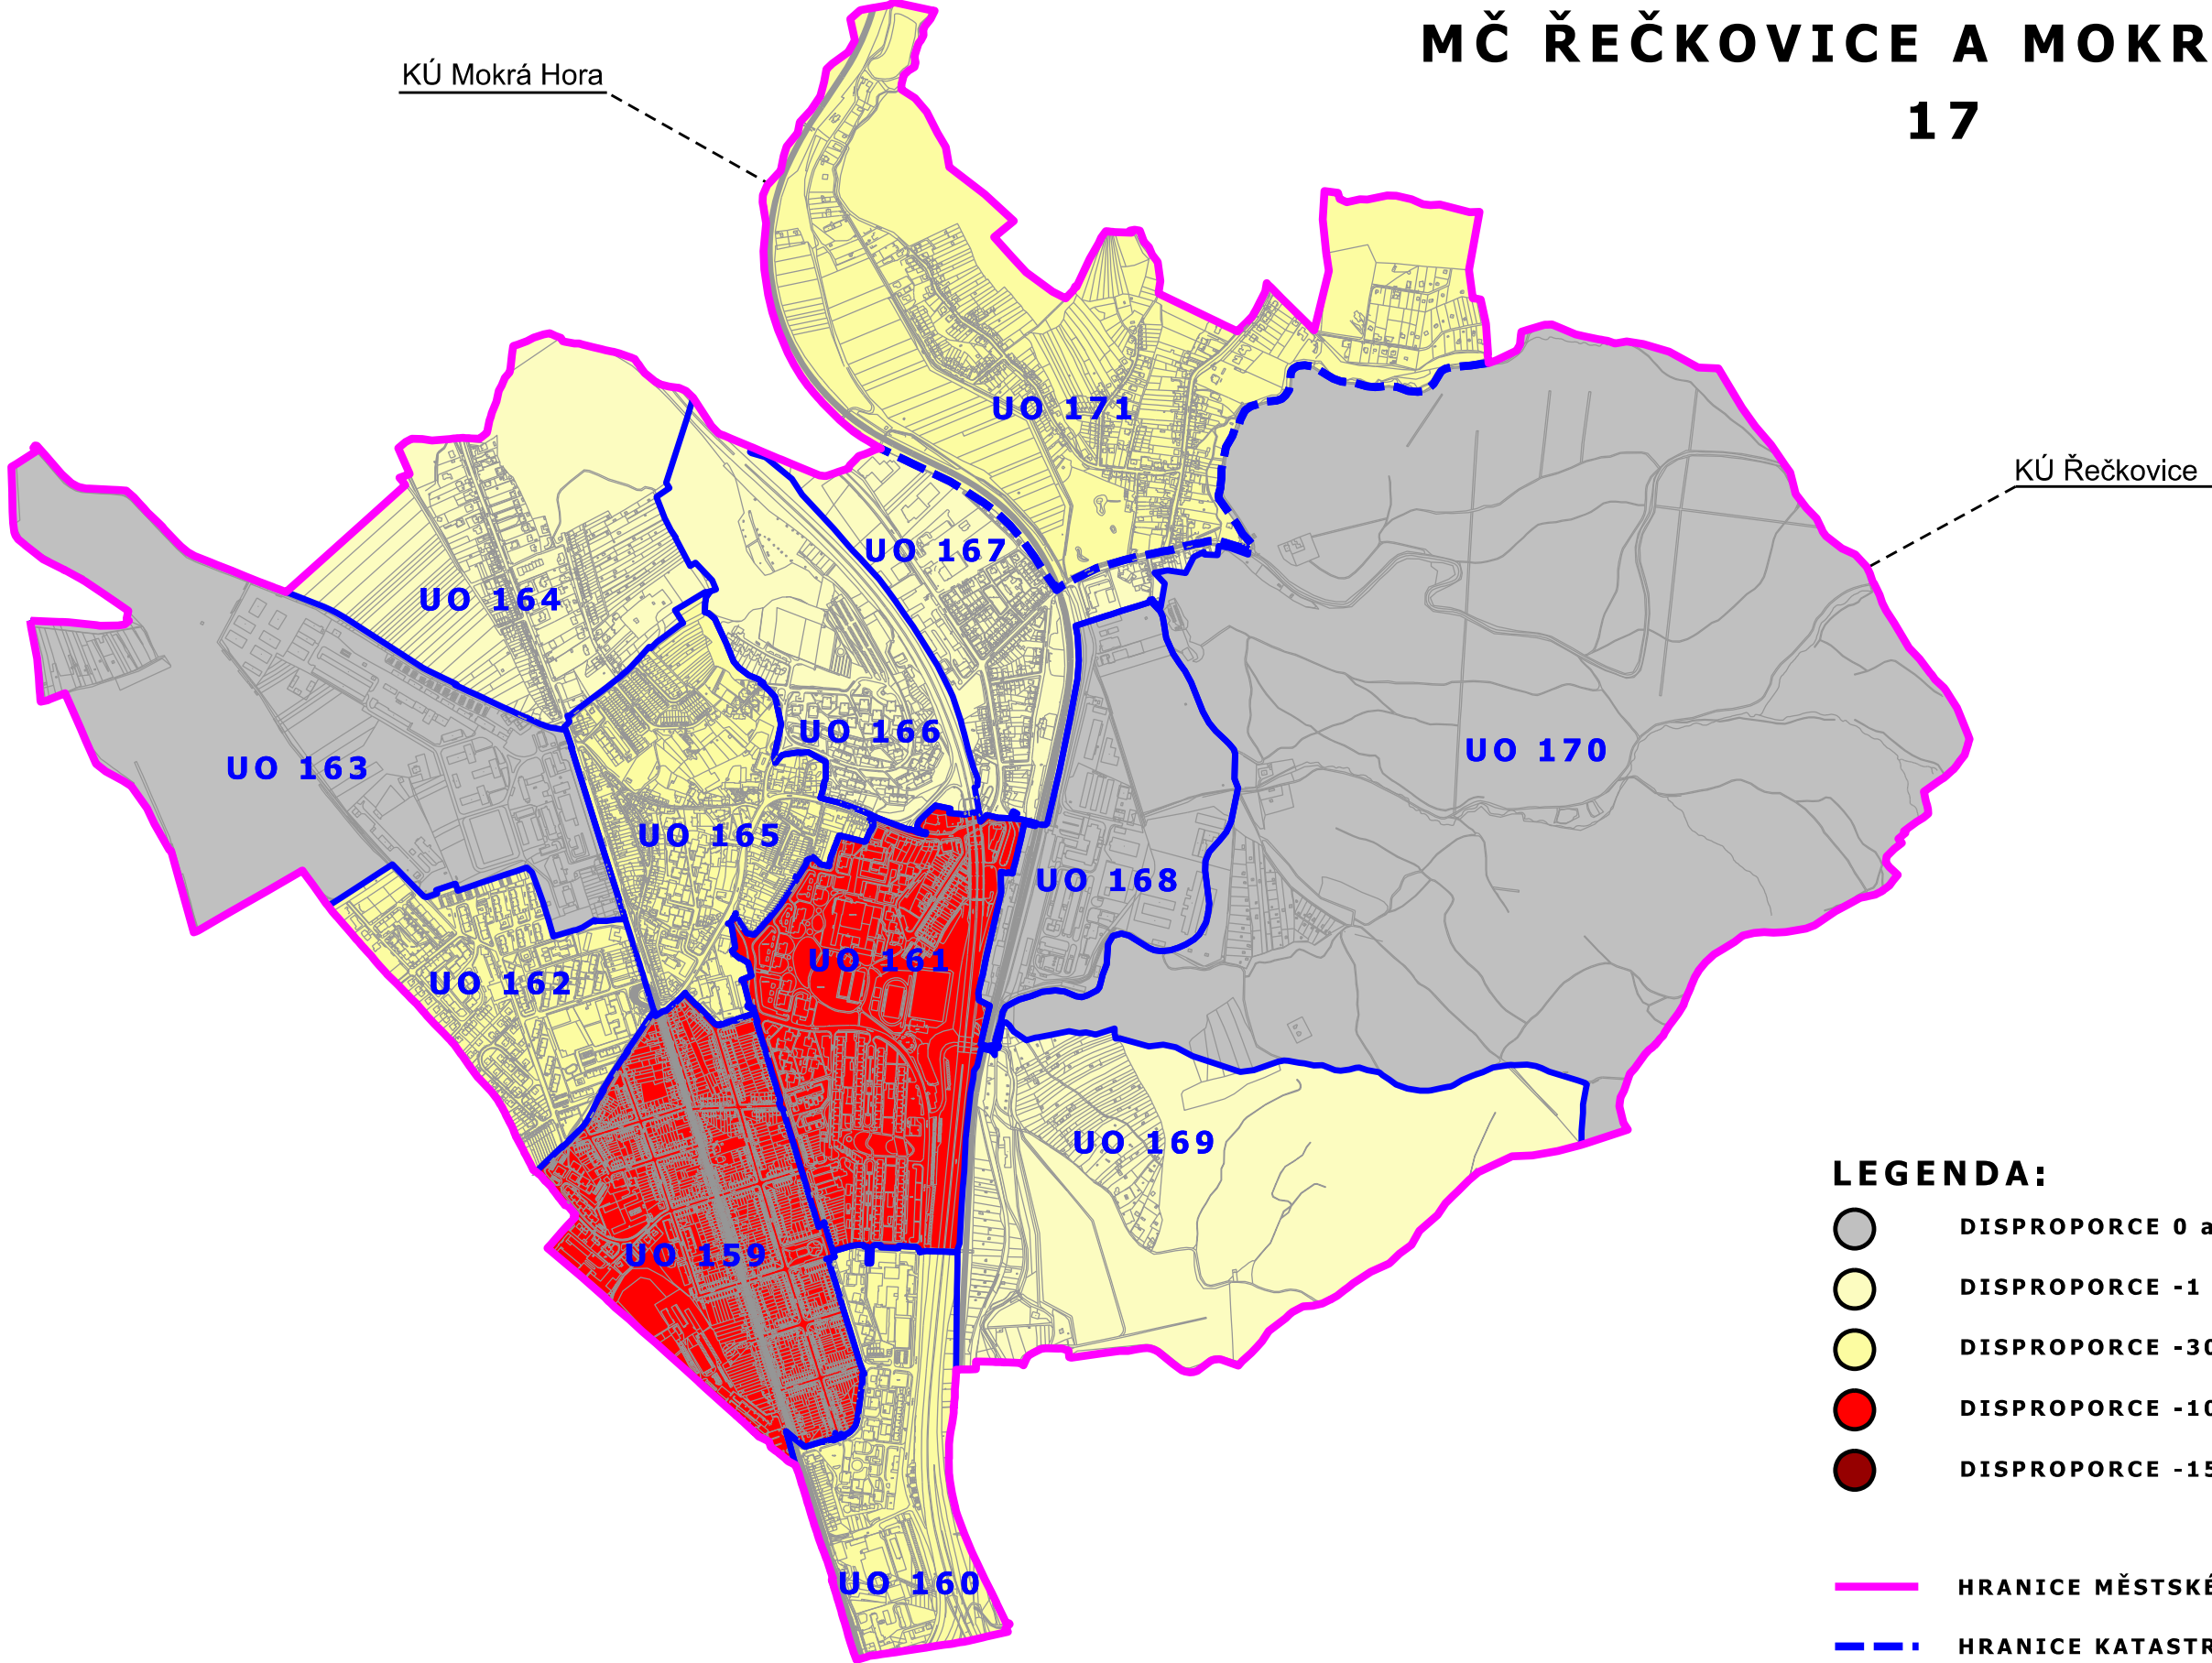 MČ ŘEČKOVICE A MOKR
17
KÚ Mokrá Hora
KÚ Řečkovice
UO 171
UO 167
UO 164
UO 166
UO 163
UO 170
UO 165
UO 168
UO 161
UO 162
UO 169
UO 159
UO 160
LEGENDA:
DISPROPORCE 0 a
DISPROPORCE -1
DISPROPORCE -30
DISPROPORCE -10
DISPROPORCE -15
HRANICE MĚSTSKÉ
HRANICE KATASTR